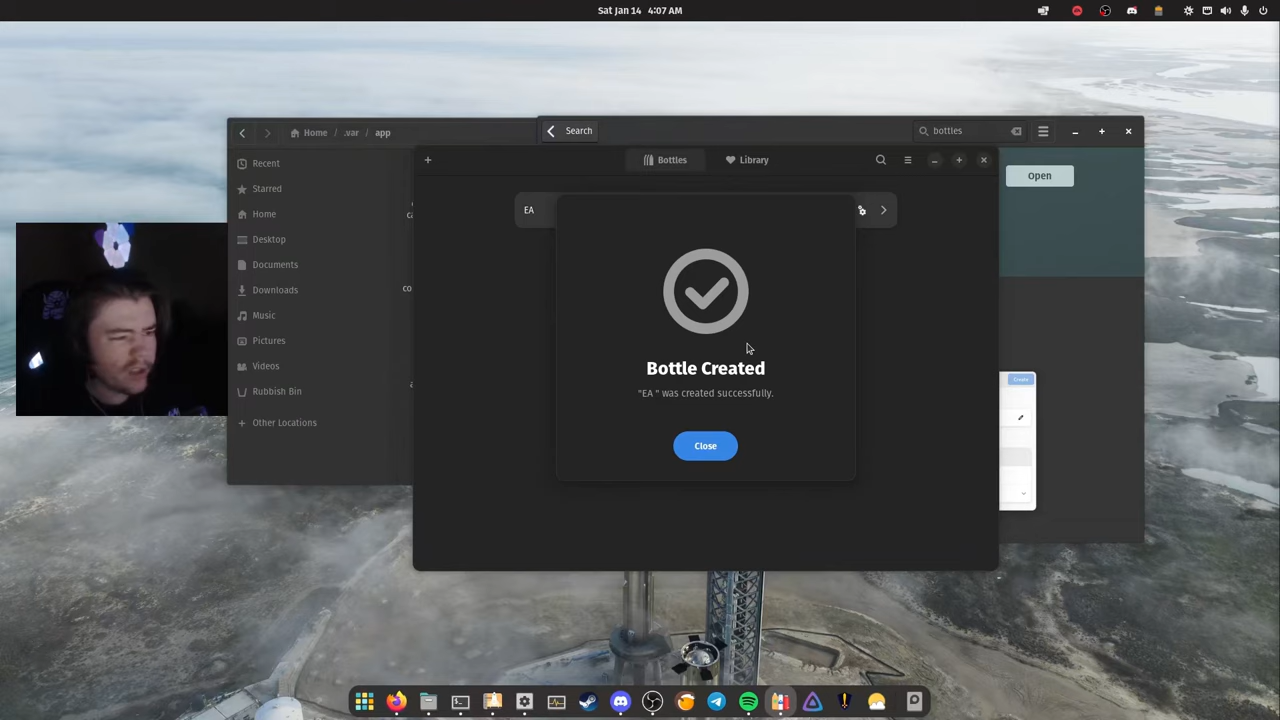 Sat Jan 14 4:07 AM
Home / .var / app
Search
bottles
Bottles
Library
Open
Recent
Starred
Home
Desktop
Documents
Downloads
Music
Pictures
Videos
Rubbish Bin
Other Locations
EA
Bottle Created
"EA " was created successfully.
Close
Create